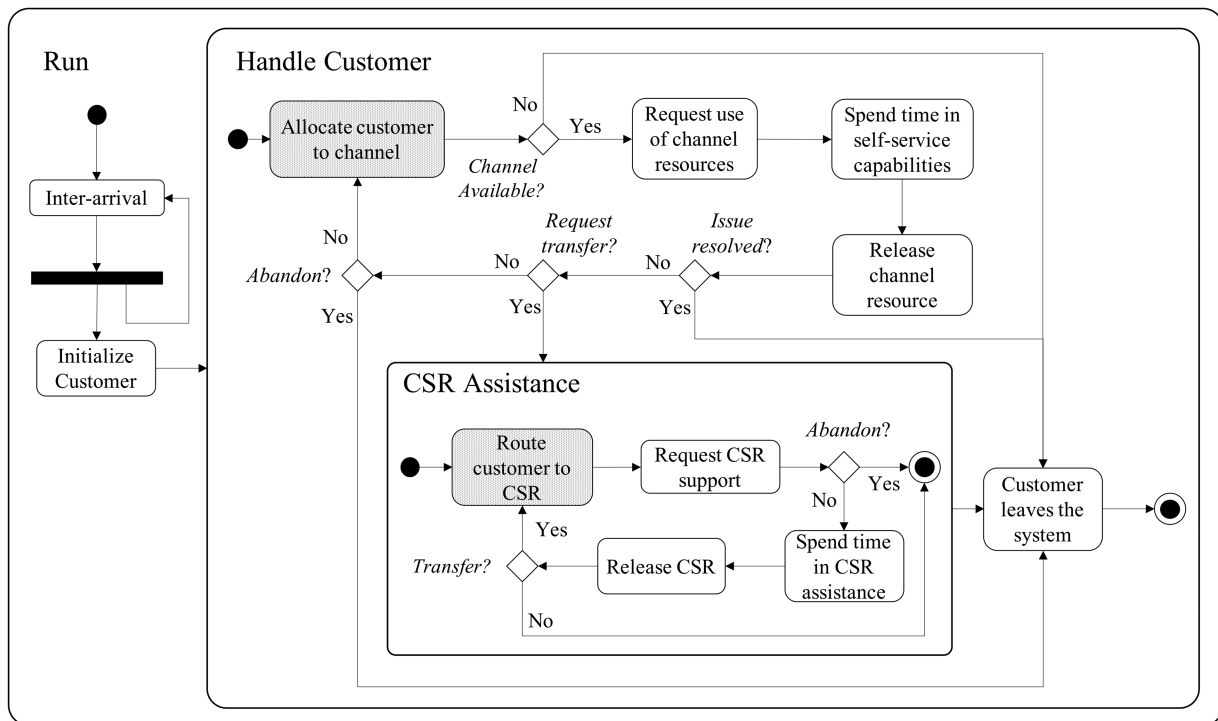 Run
Handle Customer
Inter-arrival
Initialize
Customer
Allocate customer
to channel
No
Yes
Channel
Available?
Request use
of channel
resources
Spend time in
self-service
capabilities
Release
channel
resource
Issue
resolved?
No
Yes
Request
transfer?
No
Yes
No
Abandon?
Yes
CSR Assistance
Route
customer to
CSR
Request CSR
support
Abandon?
Yes
No
Spend time
in CSR
assistance
Release CSR
Yes
Transfer?
No
Customer
leaves the
system